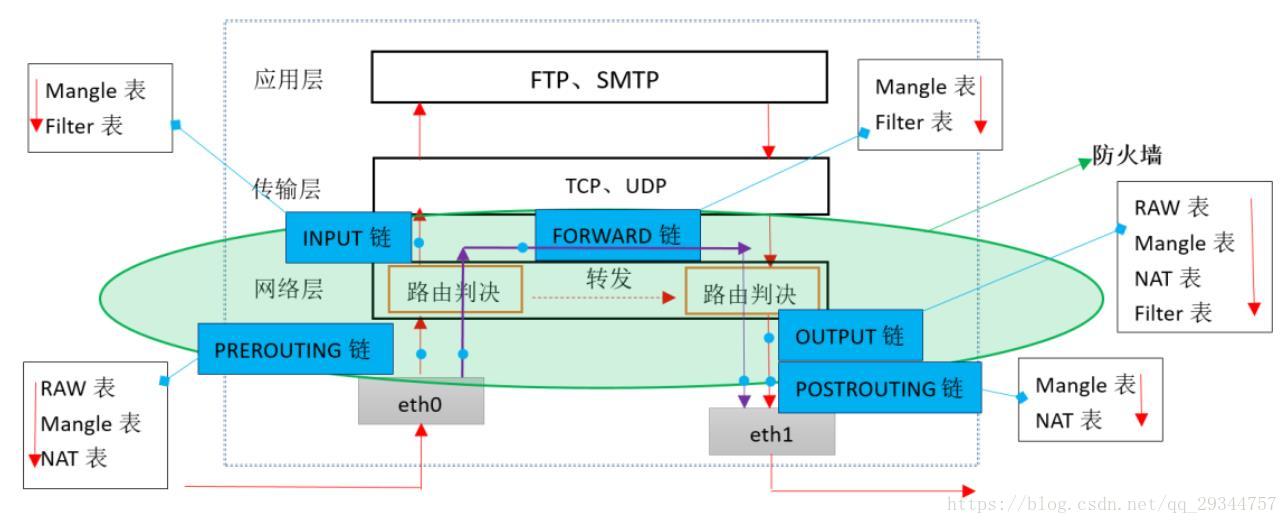 应用层
FTP、SMTP
Mangle 表
Filter 表
Mangle 表
Filter 表
防火墙
传输层
TCP、UDP
RAW 表
Mangle 表
NAT 表
Filter 表
INPUT 链
FORWARD 链
网络层
路由判决
转发
路由判决
PREROUTING 链
OUTPUT 链
POSTROUTING 链
RAW 表
Mangle 表
NAT 表
eth0
eth1
Mangle 表
NAT 表
https://blog.csdn.net/qq_29344757